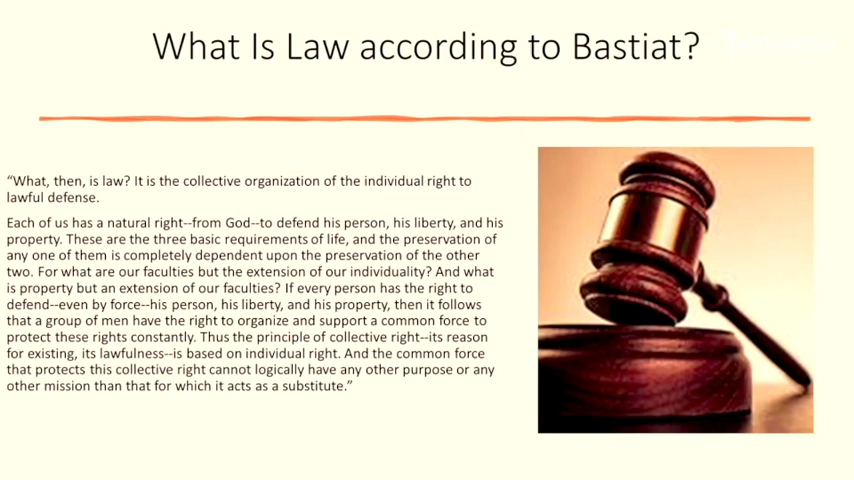 What Is Law according to Bastiat?
“What, then, is law? It is the collective organization of the individual right to
lawful defense.
Each of us has a natural right--from God--to defend his person, his liberty, and his
property. These are the three basic requirements of life, and the preservation of
any one of them is completely dependent upon the preservation of the other
two. For what are our faculties but the extension of our individuality? And what
is property but an extension of our faculties? If every person has the right to
defend--even by force--his person, his liberty, and his property, then it follows
that a group of men have the right to organize and support a common force to
protect these rights constantly. Thus the principle of collective right--its reason
for existing, its lawfulness--is based on individual right. And the common force
that protects this collective right cannot logically have any other purpose or any
other mission than that for which it acts as a substitute.”